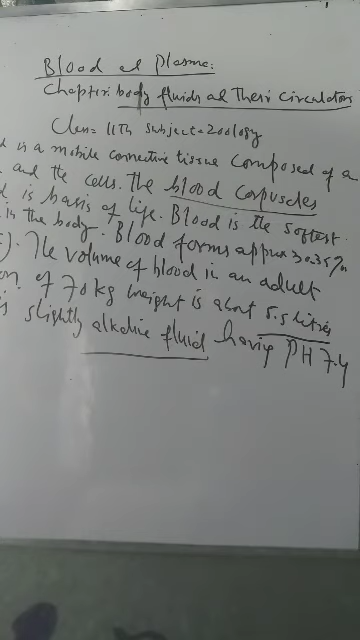 Blood al Plasma:
Chapter: body fluids ad Their Circulation
Class= 11Th Subject=Zoology
is a mobile connective tissue composed of a
and the cells. The blood corpuscles
is basis of life. Blood is the softest
in the body. Blood forms approx 30-35%
). The volume of blood in an adult
of 70kg weight is about 5.5 litres
is slightly alkaline fluid having PH 7.4